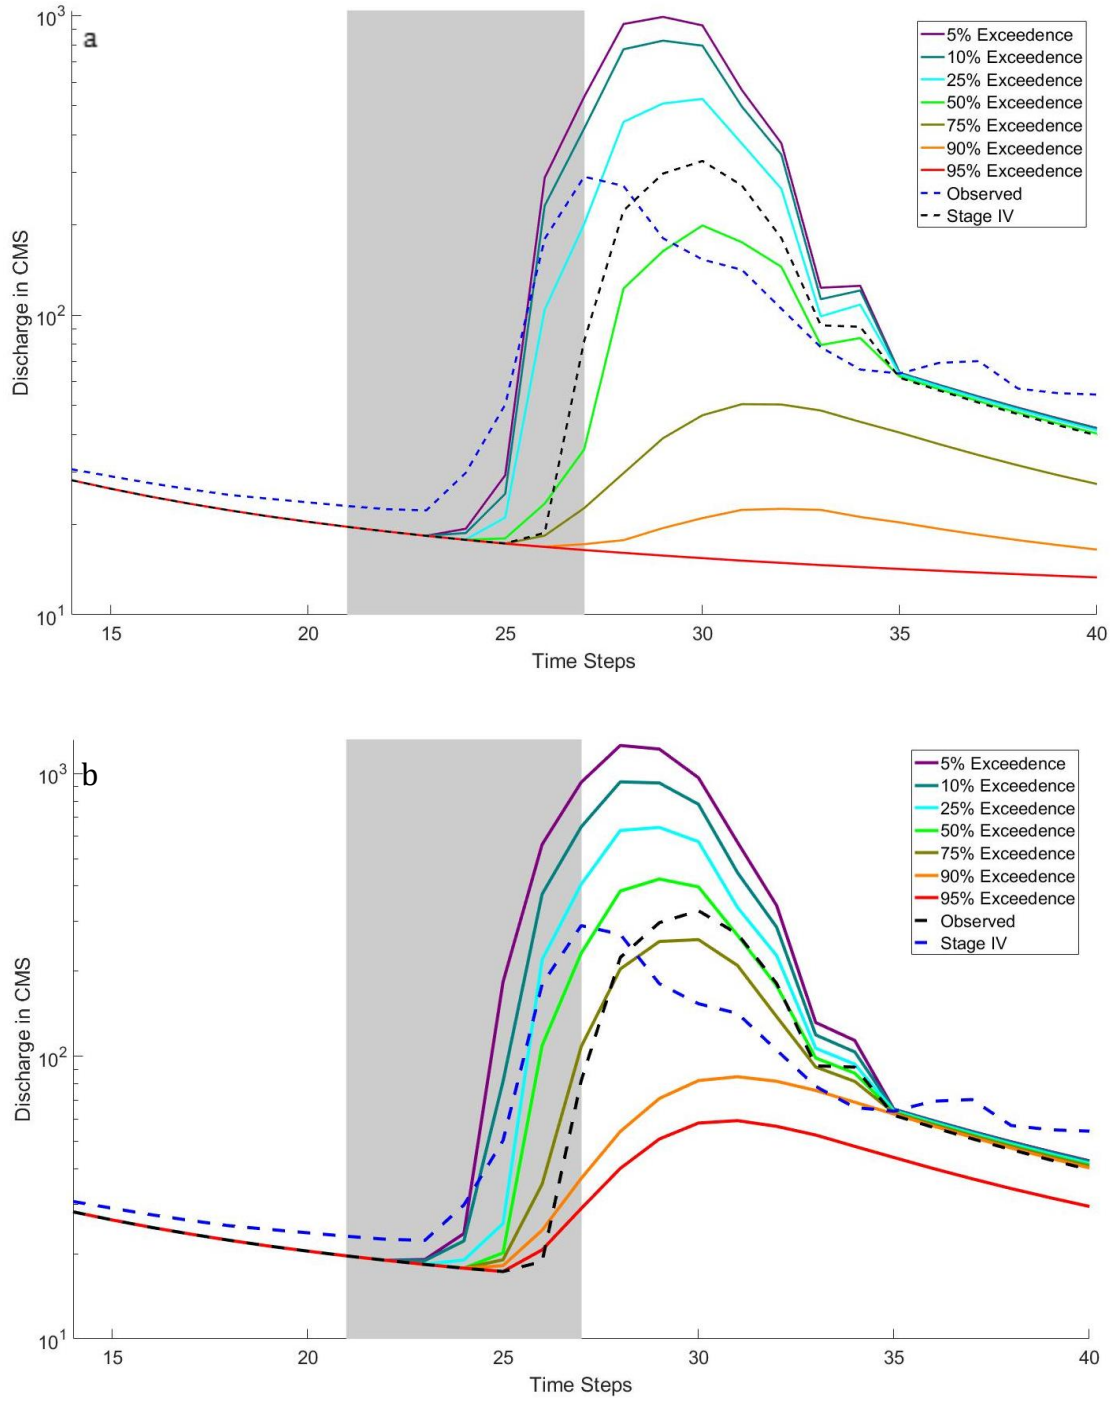 a
10³
10²
10¹
Discharge in CMS
15 20 25 30 35 40
Time Steps
5% Exceedence
10% Exceedence
25% Exceedence
50% Exceedence
75% Exceedence
90% Exceedence
95% Exceedence
Observed
Stage IV
b
10³
10²
10¹
Discharge in CMS
15 20 25 30 35 40
Time Steps
5% Exceedence
10% Exceedence
25% Exceedence
50% Exceedence
75% Exceedence
90% Exceedence
95% Exceedence
Observed
Stage IV